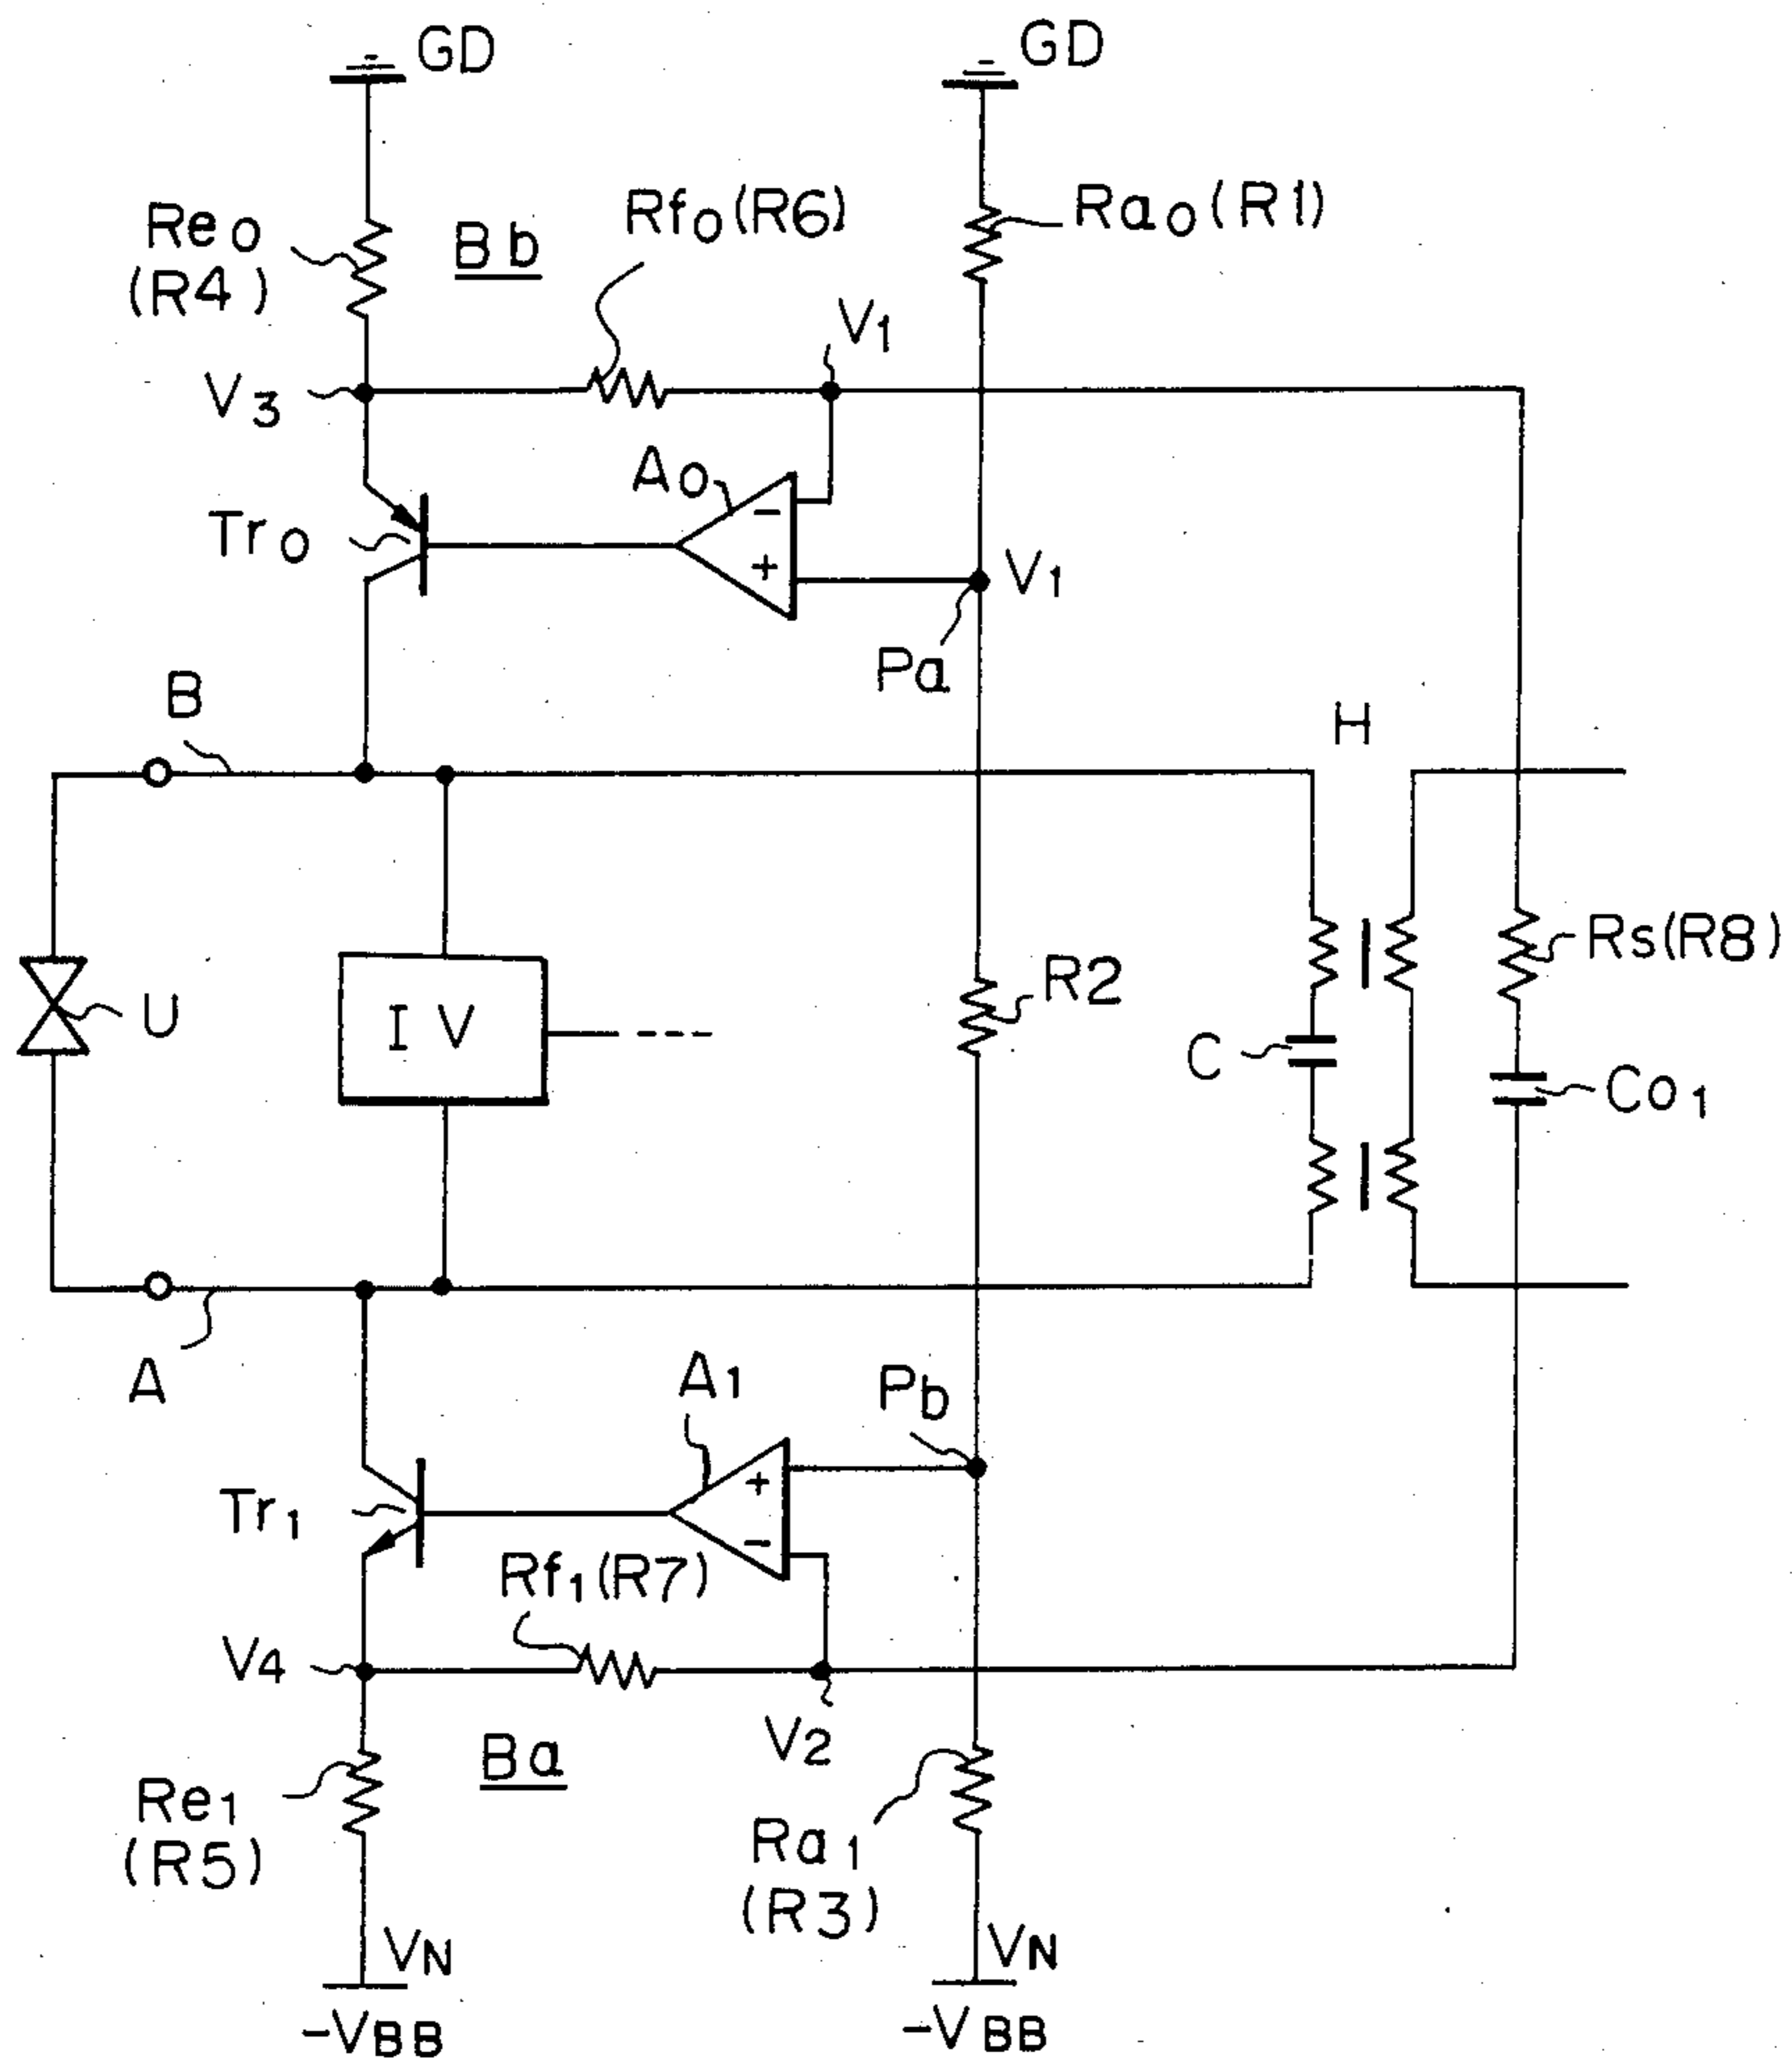 GD
GD
Reo
(R4)
Bb
Rfo(R6)
Rao(R1)
V1
V3
Ao
-
+
Tro
V1
Pa
B
H
Rs(R8)
R2
U
IV
C
Co1
A
A1
Pb
+
-
Tr1
Rf1(R7)
V4
V2
Ba
Re1
(R5)
Ra1
(R3)
VN
VN
-VBB
-VBB